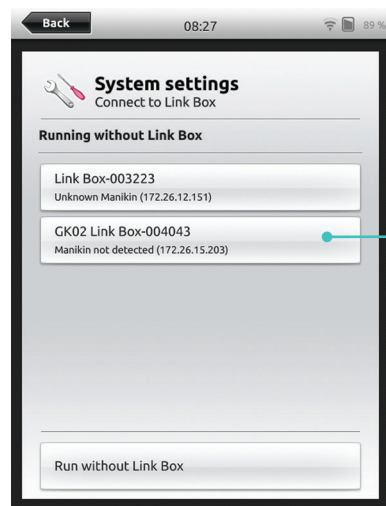 Back
08:27
89 %
System settings
Connect to Link Box
Running without Link Box
Link Box-003223
Unknown Manikin (172.26.12.151)
GK02 Link Box-004043
Manikin not detected (172.26.15.203)
Run without Link Box